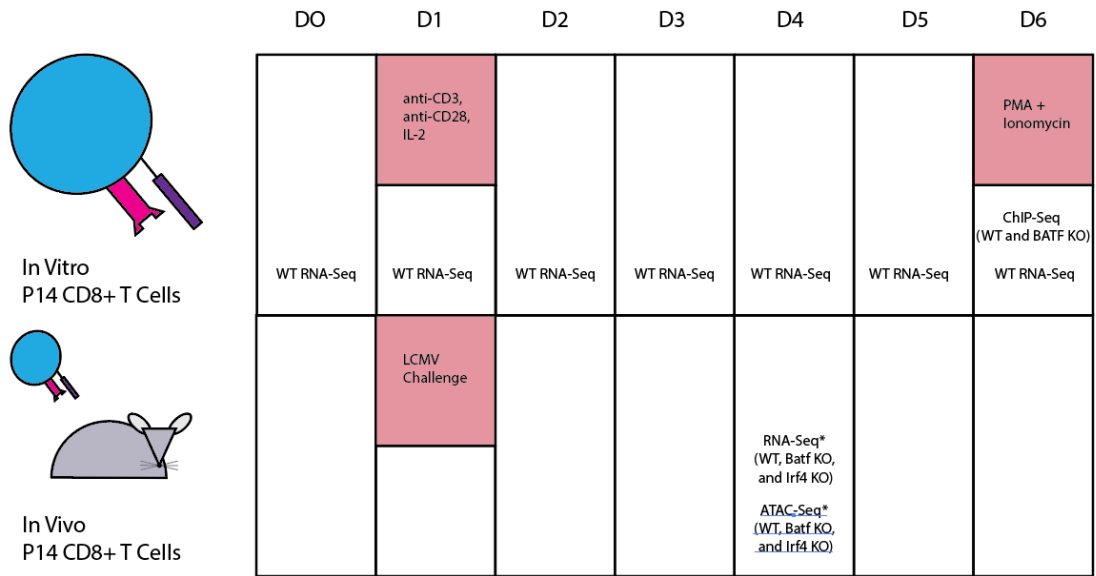 DO
D1
D2
D3
D4
D5
D6
anti-CD3,
anti-CD28,
IL-2
PMA +
Ionomycin
ChIP-Seq
(WT and BATF KO)
In Vitro
P14 CD8+ T Cells
WT RNA-Seq
WT RNA-Seq
WT RNA-Seq
WT RNA-Seq
WT RNA-Seq
WT RNA-Seq
WT RNA-Seq
LCMV
Challenge
RNA-Seq*
(WT, Batf KO,
and Irf4 KO)
ATAC-Seq*
(WT, Batf KO,
and Irf4 KO)
In Vivo
P14 CD8+ T Cells